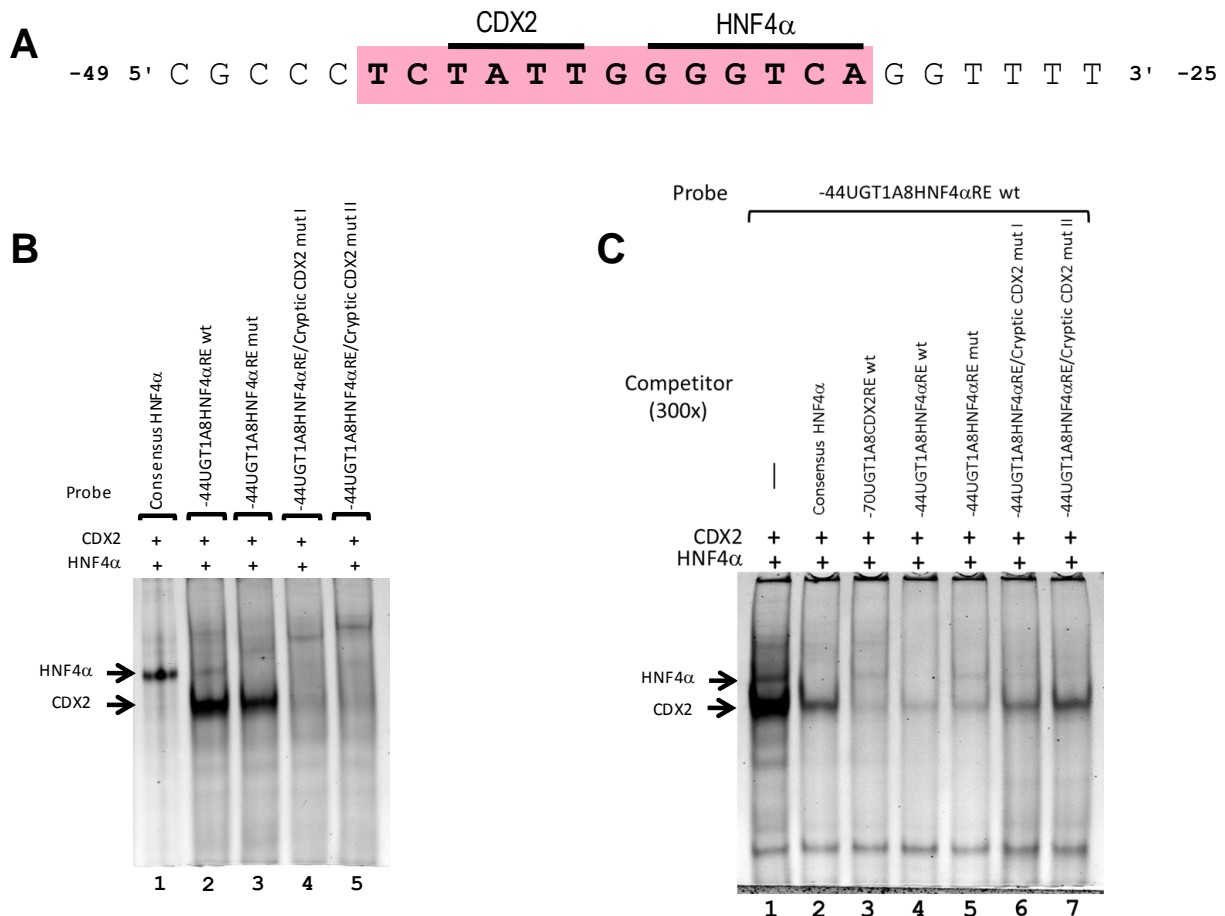 A
CDX2 HNF4α
-49 5' C G C C C T C T A T T G G G G T C A G G T T T T 3' -25
B
Consensus HNF4α
-44UGT1A8HNF4αRE wt
-44UGT1A8HNF4αRE mut
-44UGT1A8HNF4αRE/Cryptic CDX2 mut I
-44UGT1A8HNF4αRE/Cryptic CDX2 mut II
Probe
CDX2 + + + + +
HNF4α + + + + +
HNF4α
CDX2
1 2 3 4 5
C
Probe -44UGT1A8HNF4αRE wt
Competitor
(300x)
—
Consensus HNF4α
-70UGT1A8CDX2RE wt
-44UGT1A8HNF4αRE wt
-44UGT1A8HNF4αRE mut
-44UGT1A8HNF4αRE/Cryptic CDX2 mut I
-44UGT1A8HNF4αRE/Cryptic CDX2 mut II
CDX2 + + + + + + +
HNF4α + + + + + + +
HNF4α
CDX2
1 2 3 4 5 6 7